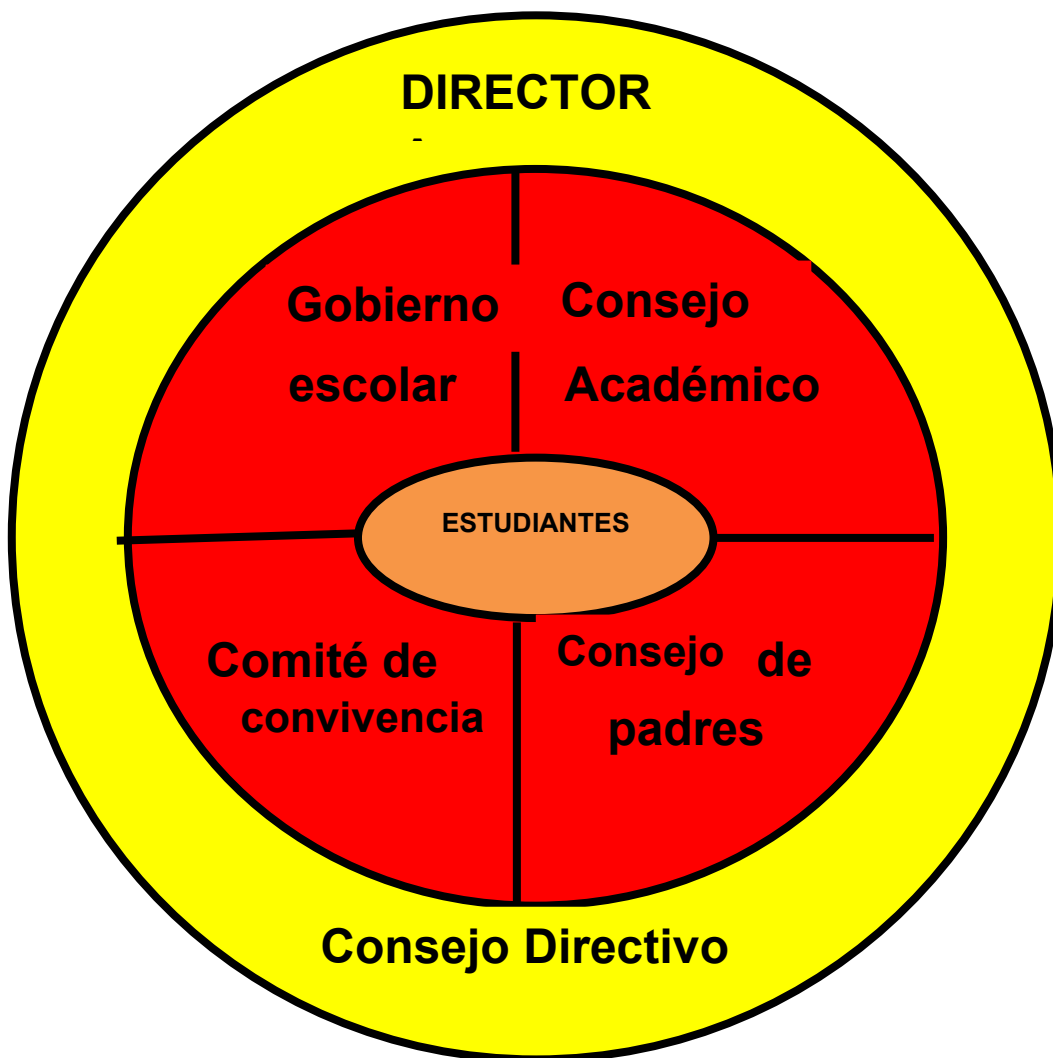 DIRECTOR
Gobierno
escolar
Consejo
Académico
ESTUDIANTES
Comité de
convivencia
Consejo de
padres
Consejo Directivo